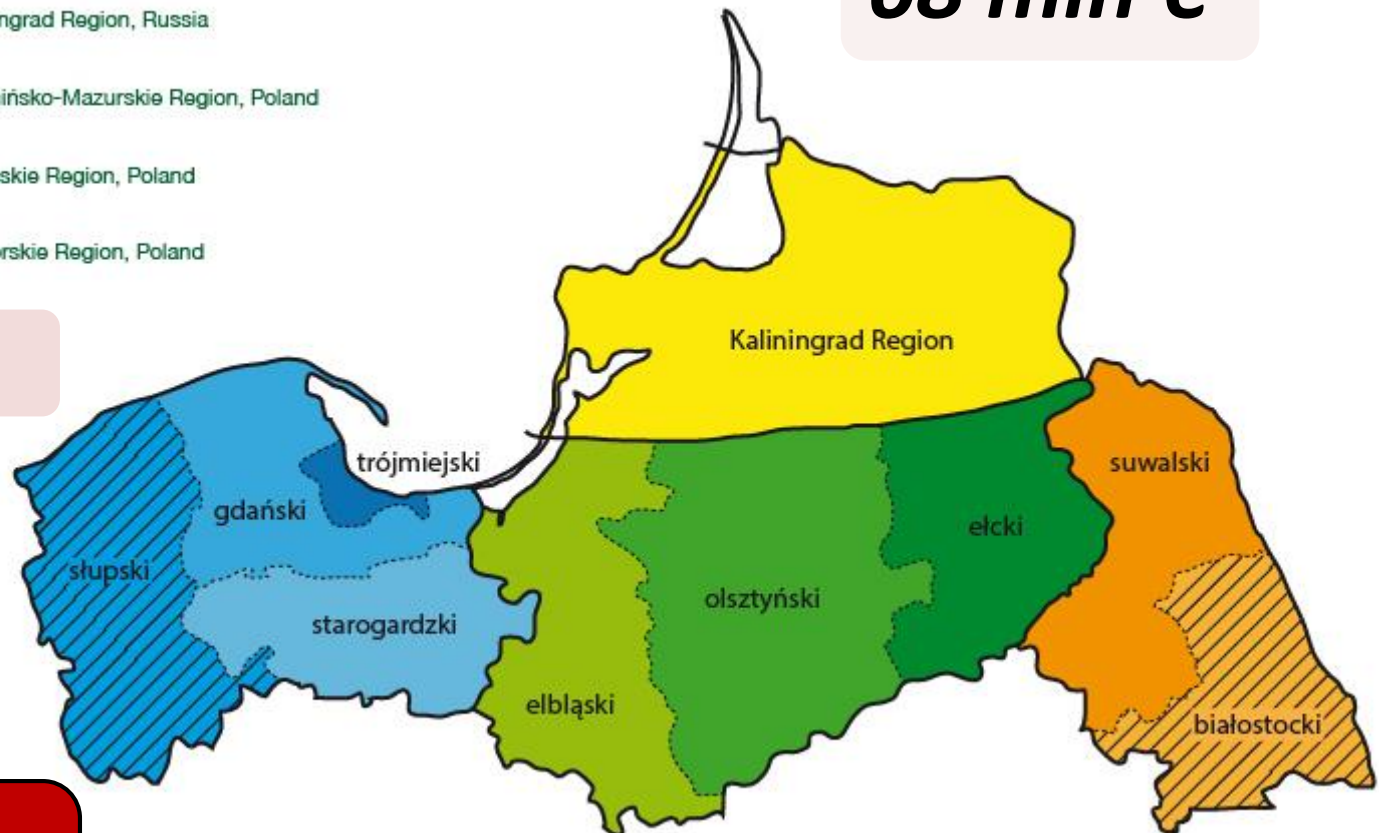 ngrad Region, Russia
ińsko-Mazurskie Region, Poland
skie Region, Poland
rskie Region, Poland
Kaliningrad Region
trójmiejski
suwalski
gdański
ełcki
słupski
olsztyński
starogardzki
elbląski
białostocki